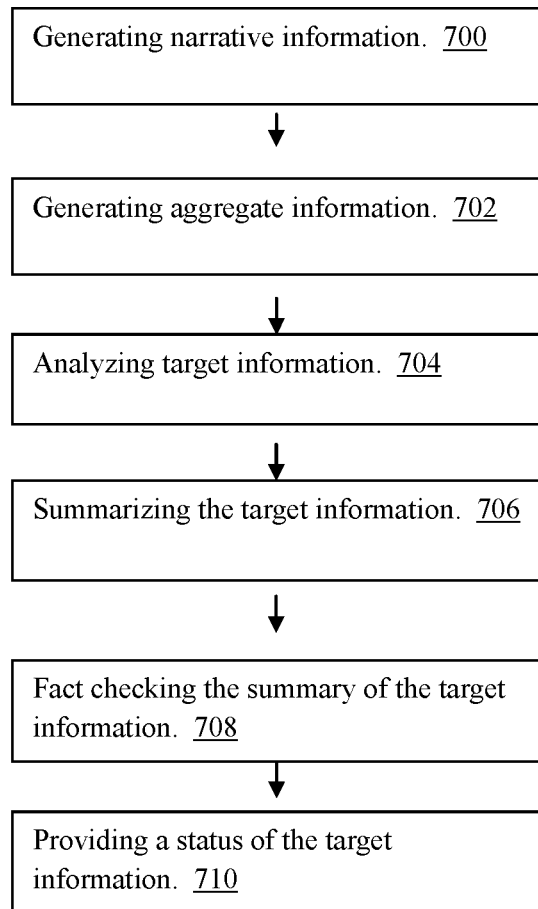 Generating narrative information. 700
Generating aggregate information. 702
Analyzing target information. 704
Summarizing the target information. 706
Fact checking the summary of the target
information. 708
Providing a status of the target
information. 710